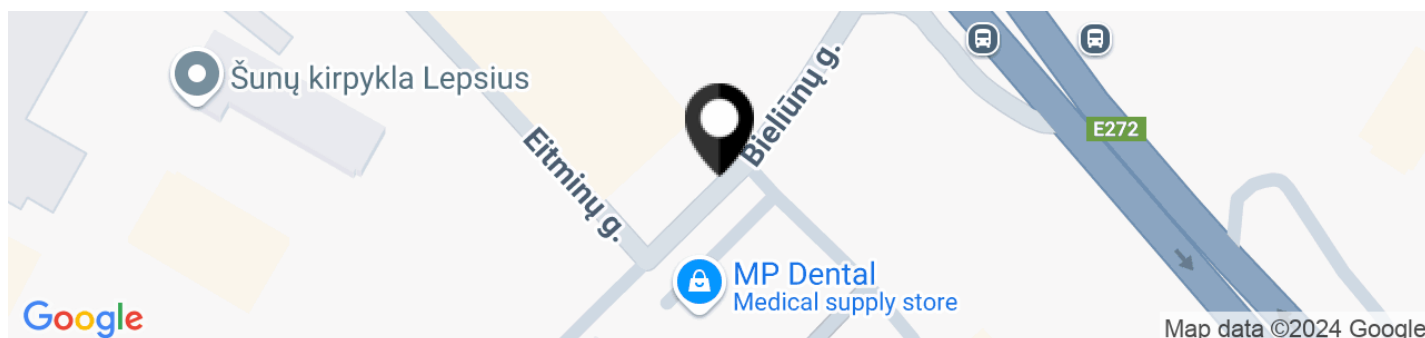 Šunų kirpykla Lepsius
Eitminų g.
Bieliūnų g.
E272
MP Dental
Medical supply store
Google
Map data ©2024 Google